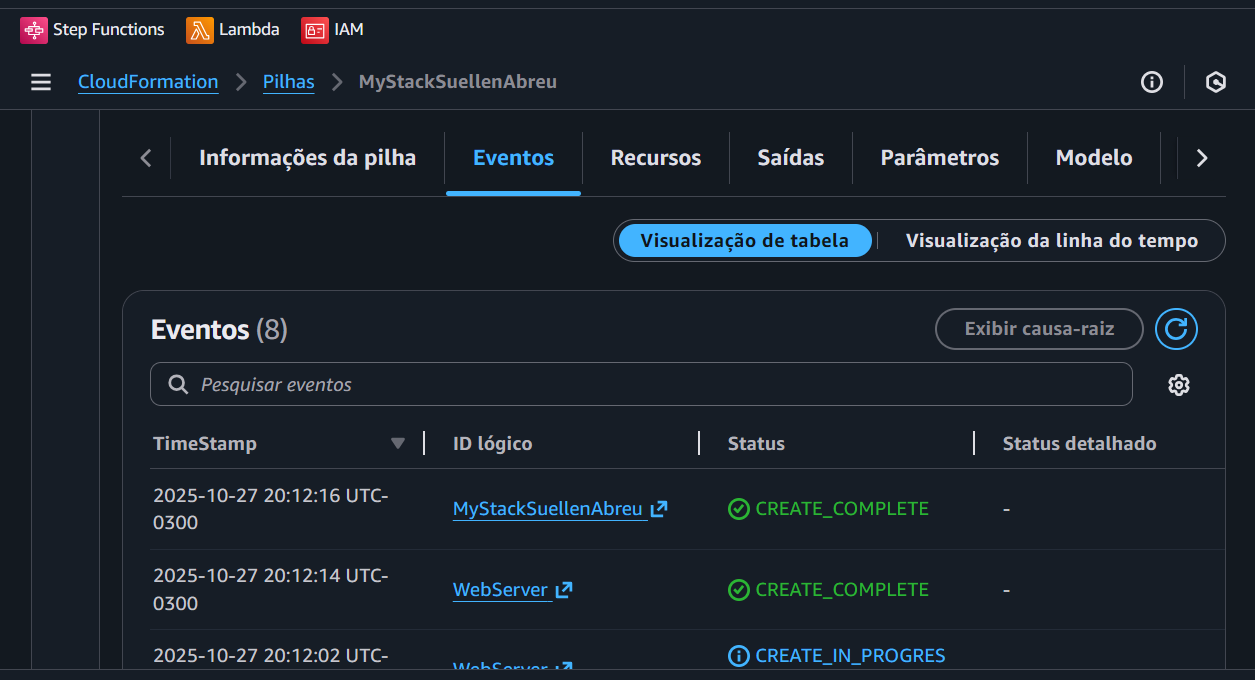 Step Functions Lambda IAM
CloudFormation Pilhas MyStackSuellenAbreu
Informações da pilha Eventos Recursos Saídas Parâmetros Modelo
Visualização de tabela Visualização da linha do tempo
Eventos (8) Exibir causa-raiz
Pesquisar eventos
TimeStamp ID lógico Status Status detalhado
2025-10-27 20:12:16 UTC-
0300 MyStackSuellenAbreu CREATE_COMPLETE -
2025-10-27 20:12:14 UTC-
0300 WebServer CREATE_COMPLETE -
2025-10-27 20:12:02 UTC- WebServer CREATE_IN_PROGRES